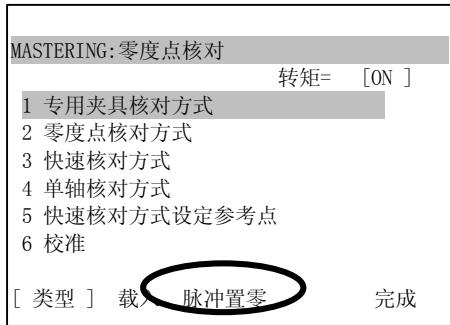 MASTERING:零度点核对
转矩= [ON ]
1 专用夹具核对方式
2 零度点核对方式
3 快速核对方式
4 单轴核对方式
5 快速核对方式设定参考点
6 校准
[ 类型 ] 载入 脉冲置零 完成